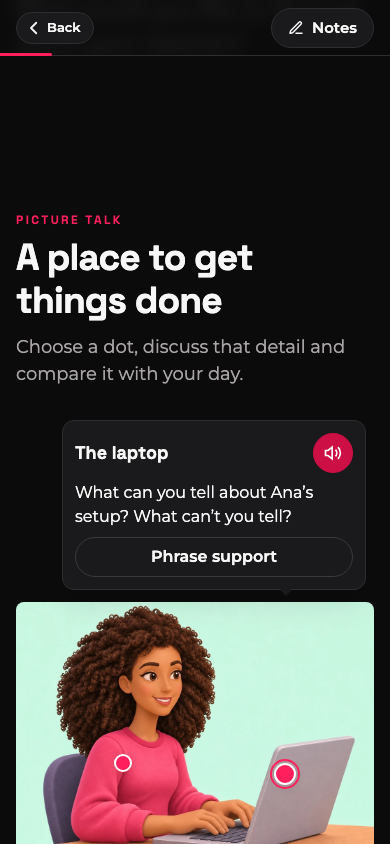 Back
Notes
PICTURE TALK
A place to get
things done
Choose a dot, discuss that detail and
compare it with your day.
The laptop
What can you tell about Ana’s
setup? What can’t you tell?
Phrase support